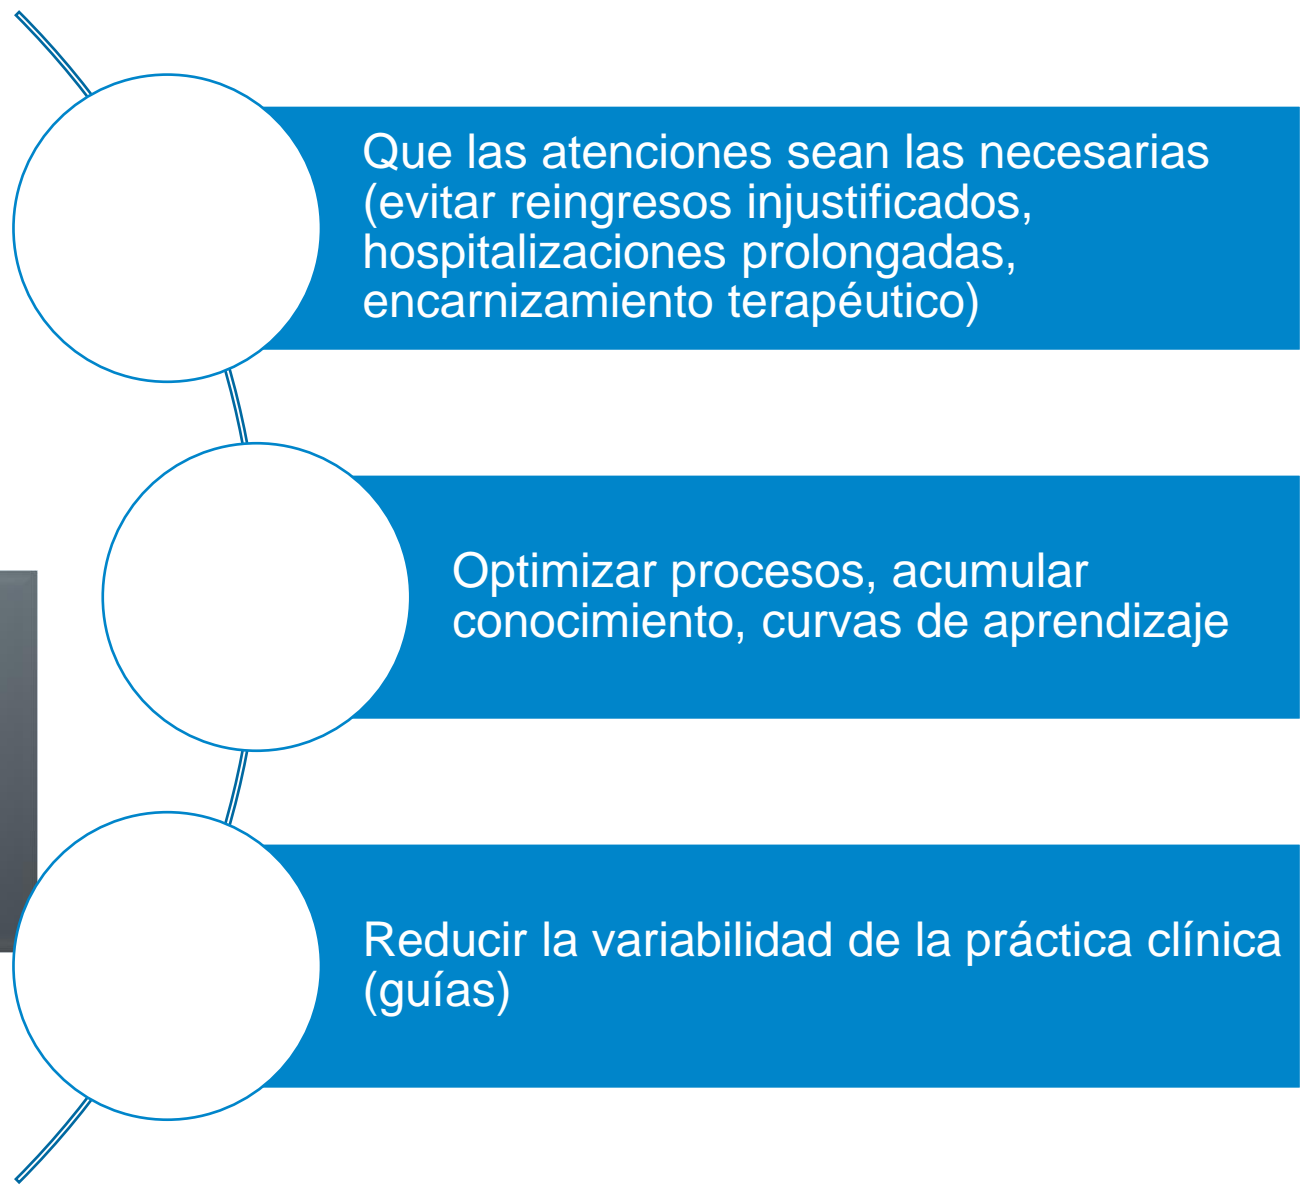 Que las atenciones sean las necesarias
(evitar reingresos injustificados,
hospitalizaciones prolongadas,
encarnizamiento terapéutico)
Optimizar procesos, acumular
conocimiento, curvas de aprendizaje
Reducir la variabilidad de la práctica clínica
(guías)